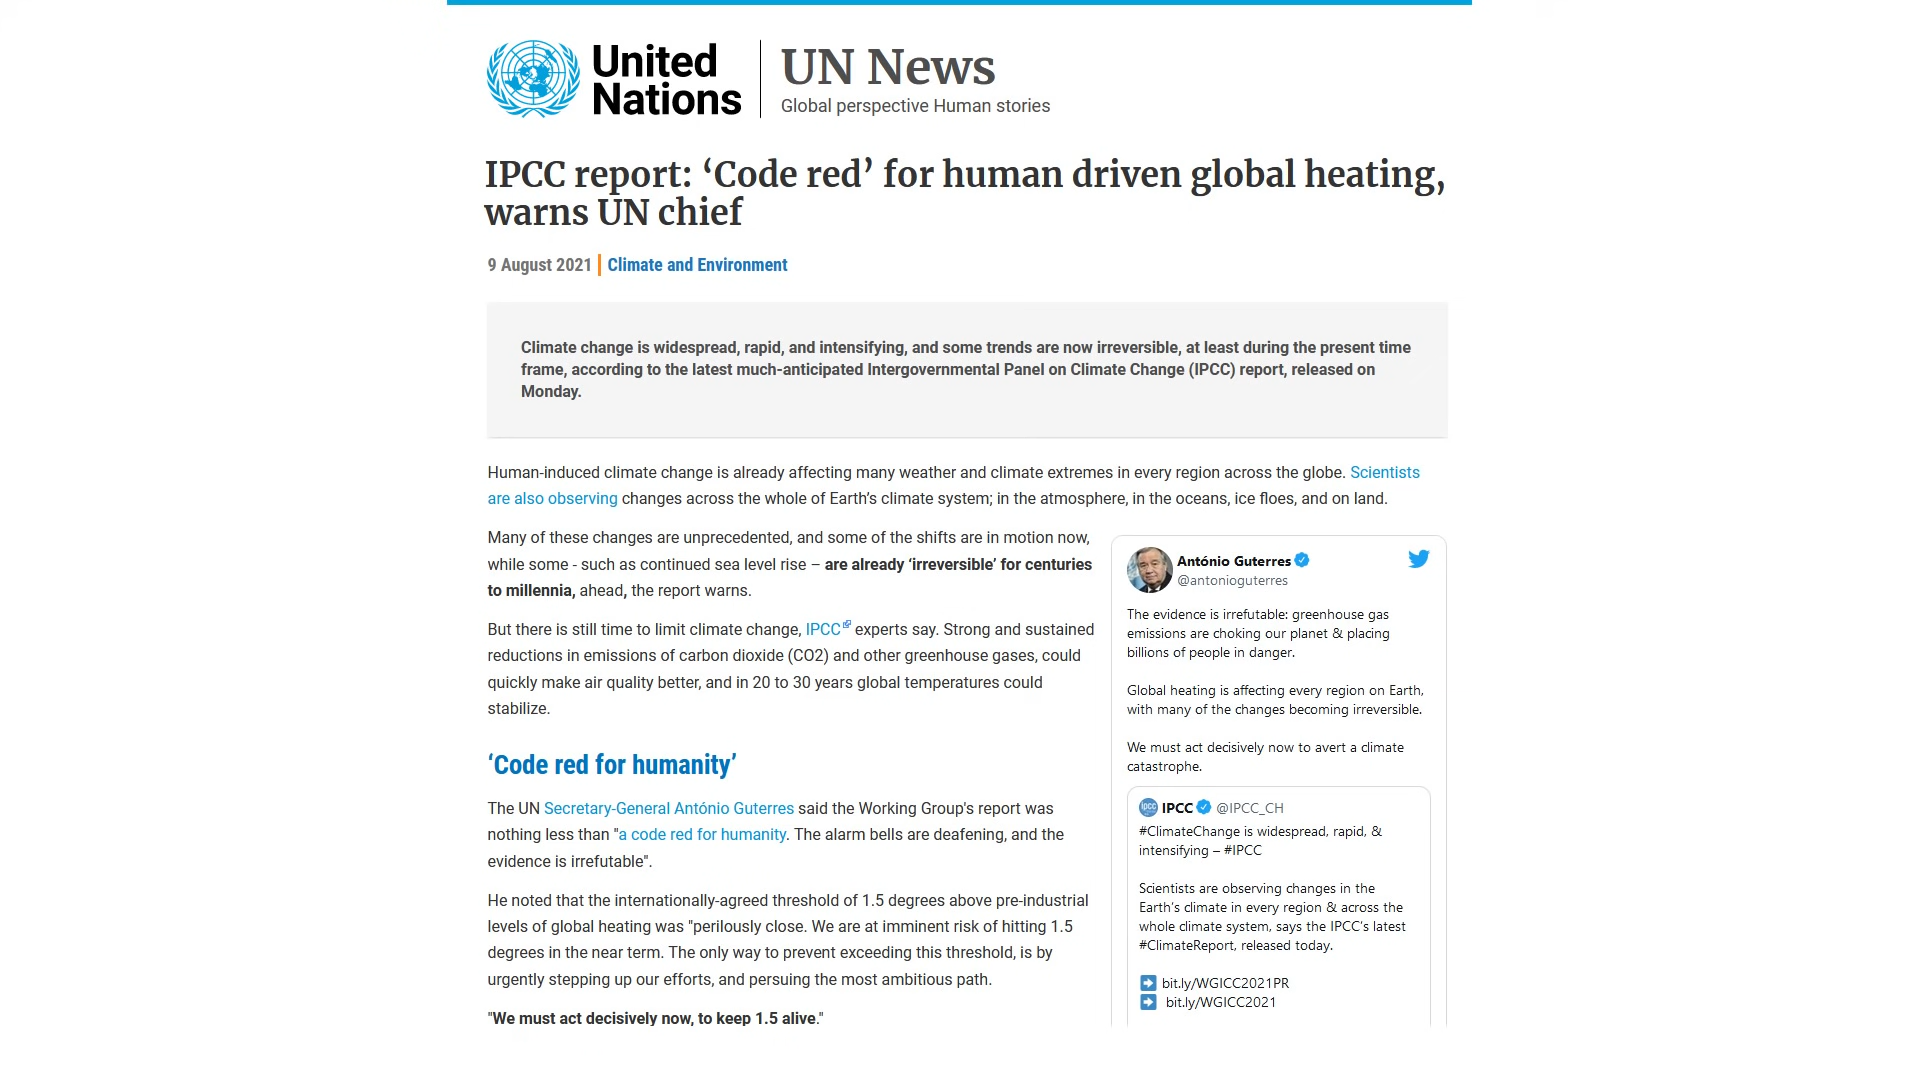 United
Nations
UN News
Global perspective Human stories
IPCC report: ‘Code red’ for human driven global heating,
warns UN chief
9 August 2021 | Climate and Environment
Climate change is widespread, rapid, and intensifying, and some trends are now irreversible, at least during the present time
frame, according to the latest much-anticipated Intergovernmental Panel on Climate Change (IPCC) report, released on
Monday.
Human-induced climate change is already affecting many weather and climate extremes in every region across the globe. Scientists
are also observing changes across the whole of Earth’s climate system; in the atmosphere, in the oceans, ice floes, and on land.
Many of these changes are unprecedented, and some of the shifts are in motion now,
while some - such as continued sea level rise – are already ‘irreversible’ for centuries
to millennia, ahead, the report warns.
But there is still time to limit climate change, IPCC experts say. Strong and sustained
reductions in emissions of carbon dioxide (CO2) and other greenhouse gases, could
quickly make air quality better, and in 20 to 30 years global temperatures could
stabilize.
‘Code red for humanity’
The UN Secretary-General António Guterres said the Working Group's report was
nothing less than "a code red for humanity. The alarm bells are deafening, and the
evidence is irrefutable".
He noted that the internationally-agreed threshold of 1.5 degrees above pre-industrial
levels of global heating was "perilously close. We are at imminent risk of hitting 1.5
degrees in the near term. The only way to prevent exceeding this threshold, is by
urgently stepping up our efforts, and persuing the most ambitious path.
"We must act decisively now, to keep 1.5 alive."
António Guterres
@antonioguterres
The evidence is irrefutable: greenhouse gas
emissions are choking our planet & placing
billions of people in danger.
Global heating is affecting every region on Earth,
with many of the changes becoming irreversible.
We must act decisively now to avert a climate
catastrophe.
ipcc IPCC @IPCC_CH
#ClimateChange is widespread, rapid, &
intensifying – #IPCC
Scientists are observing changes in the
Earth’s climate in every region & across the
whole climate system, says the IPCC’s latest
#ClimateReport, released today.
➡ bit.ly/WGICC2021PR
➡ bit.ly/WGICC2021